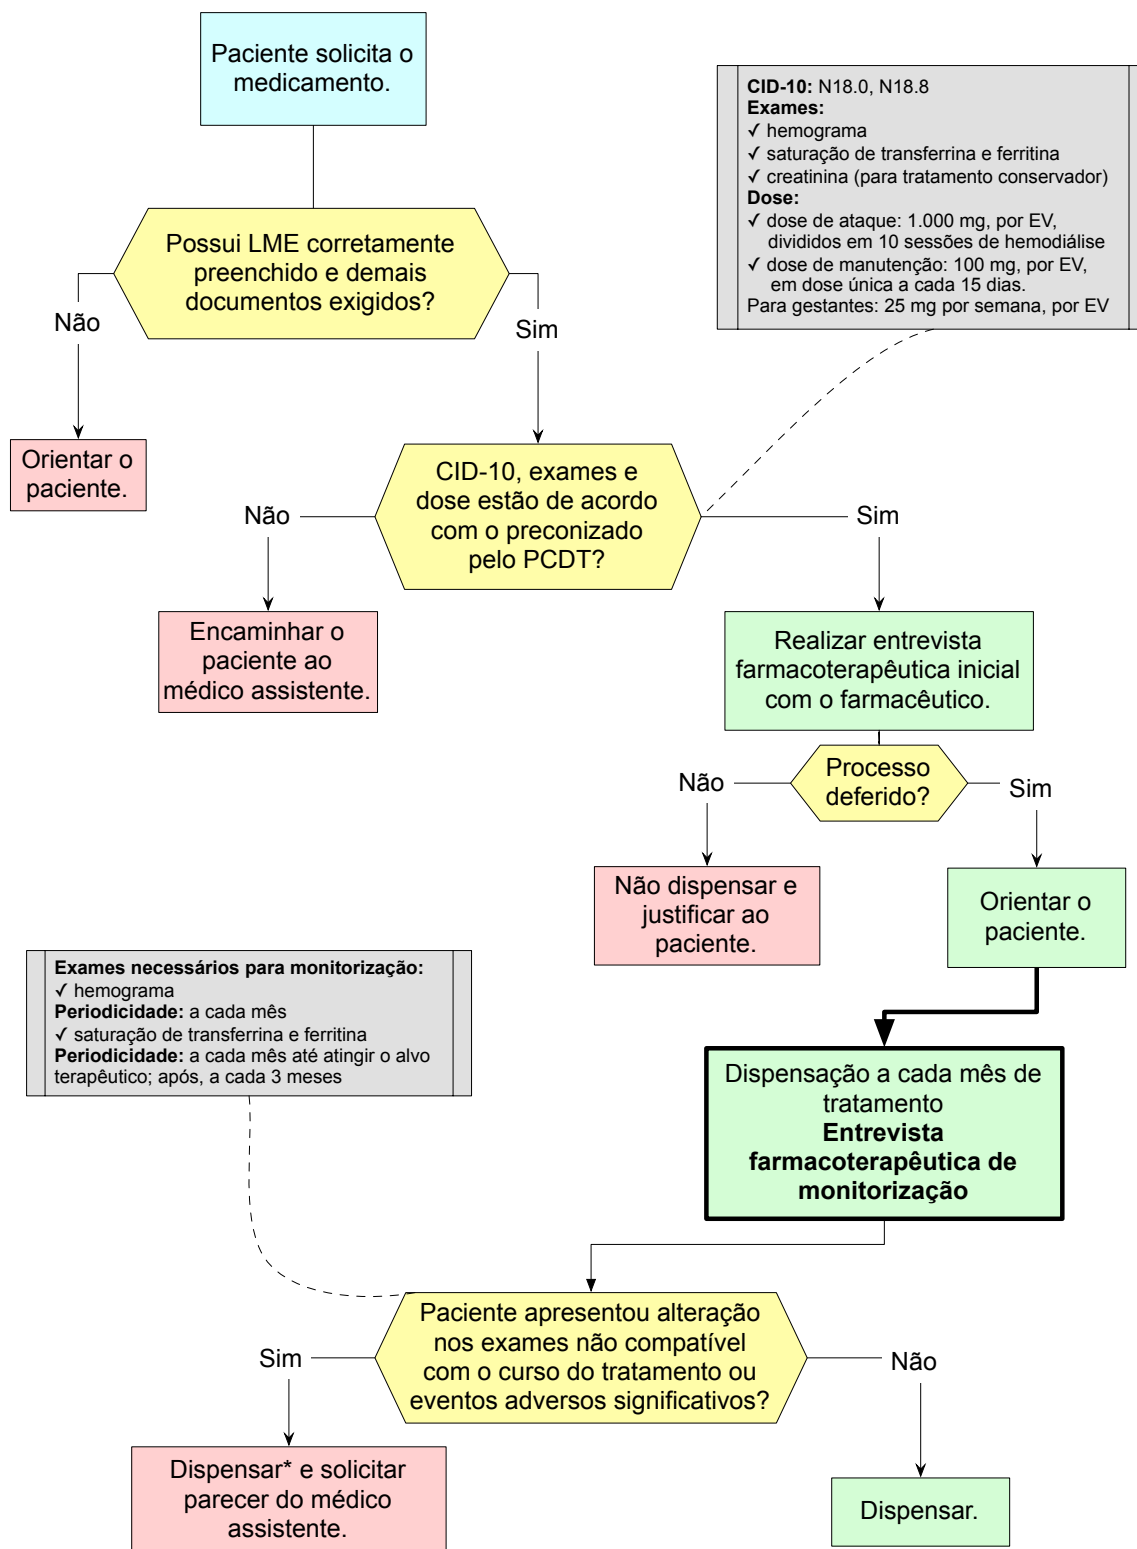 Paciente solicita o
medicamento.
CID-10: N18.0, N18.8
Exames:
✓ hemograma
✓ saturação de transferrina e ferritina
✓ creatinina (para tratamento conservador)
Dose:
✓ dose de ataque: 1.000 mg, por EV,
divididos em 10 sessões de hemodiálise
✓ dose de manutenção: 100 mg, por EV,
em dose única a cada 15 dias.
Para gestantes: 25 mg por semana, por EV
Possui LME corretamente
preenchido e demais
documentos exigidos?
Não
Sim
Orientar o
paciente.
CID-10, exames e
dose estão de acordo
com o preconizado
pelo PCDT?
Não
Sim
Encaminhar o
paciente ao
médico assistente.
Realizar entrevista
farmacoterapêutica inicial
com o farmacêutico.
Processo
deferido?
Não
Sim
Não dispensar e
justificar ao
paciente.
Orientar o
paciente.
Exames necessários para monitorização:
✓ hemograma
Periodicidade: a cada mês
✓ saturação de transferrina e ferritina
Periodicidade: a cada mês até atingir o alvo
terapêutico; após, a cada 3 meses
Dispensação a cada mês de
tratamento
Entrevista
farmacoterapêutica de
monitorização
Paciente apresentou alteração
nos exames não compatível
com o curso do tratamento ou
eventos adversos significativos?
Sim
Não
Dispensar* e solicitar
parecer do médico
assistente.
Dispensar.